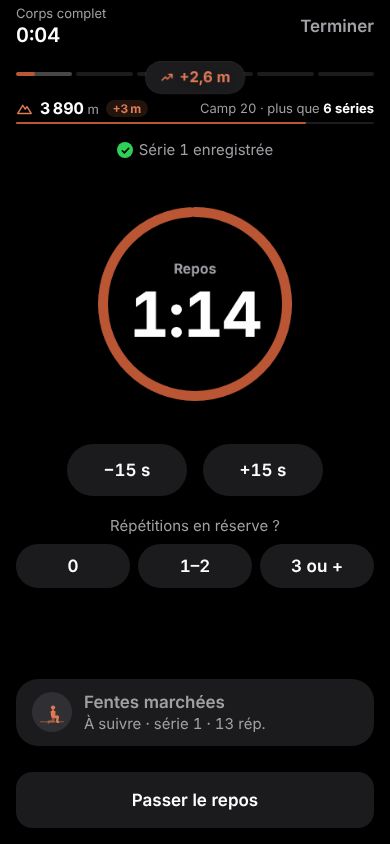 Corps complet
0:04
Terminer
+2,6 m
3 890 m
+3 m
Camp 20 · plus que 6 séries
Série 1 enregistrée
Repos
1:14
−15 s
+15 s
Répétitions en réserve ?
0
1–2
3 ou +
Fentes marchées
À suivre · série 1 · 13 rép.
Passer le repos